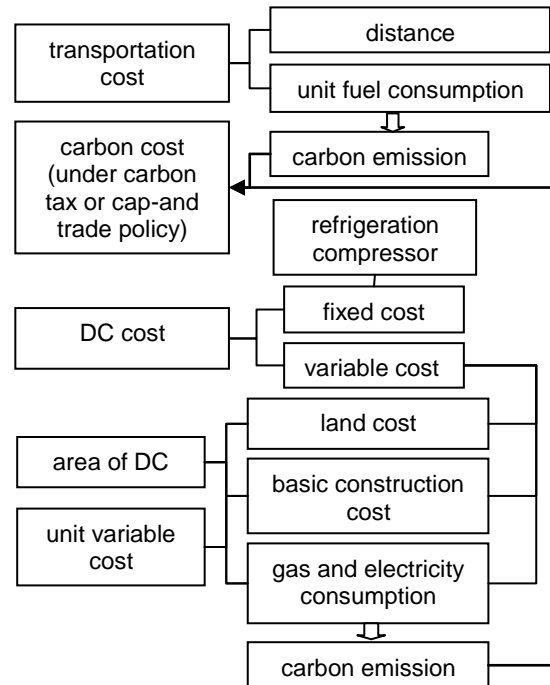 distance
transportation
cost
unit fuel consumption
carbon cost
(under carbon
tax or cap-and
trade policy)
carbon emission
refrigeration
compressor
fixed cost
DC cost
variable cost
land cost
area of DC
basic construction
cost
unit variable
cost
gas and electricity
consumption
carbon emission